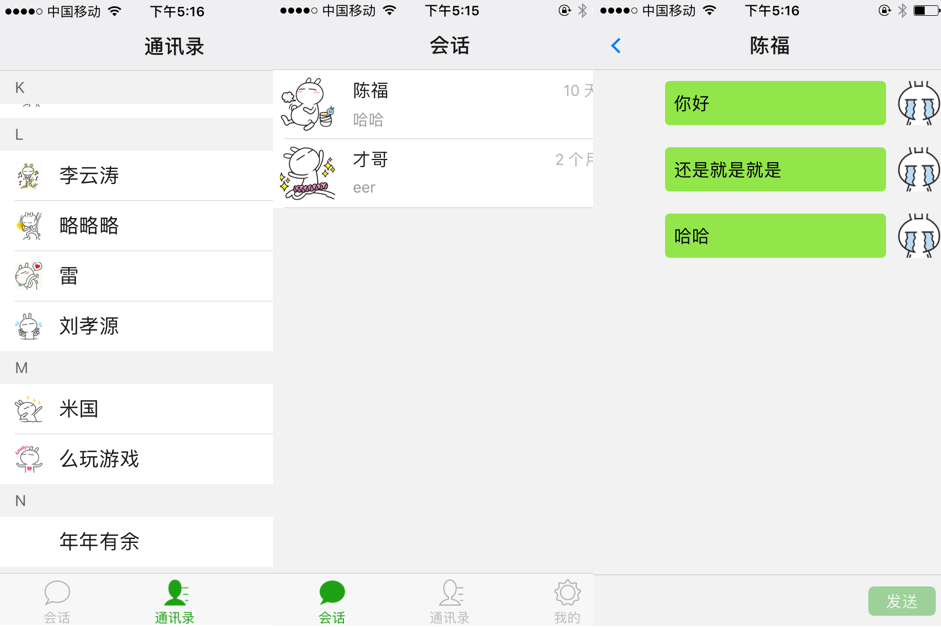 中国移动 下午5:16
通讯录
K
L
李云涛
略略略
雷
刘孝源
M
米国
么玩游戏
N
年年有余
会话 通讯录
中国移动 下午5:15
会话
陈福 10 天
哈哈
才哥 2 个月
eer
会话 通讯录 我的
中国移动 下午5:16
陈福
你好
还是就是就是
哈哈
发送